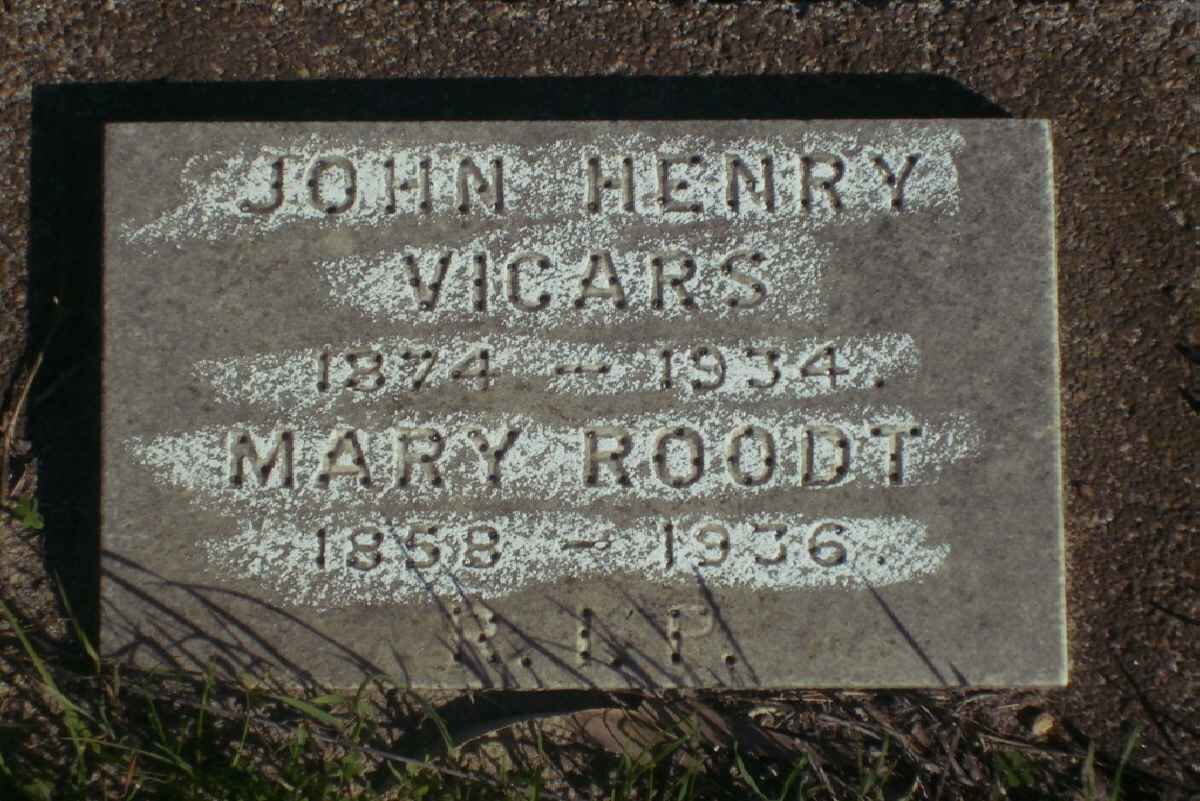 JOHN HENRY
VICARS
1874 - 1934.
MARY ROODT
1858 - 1936.
R.I.P.